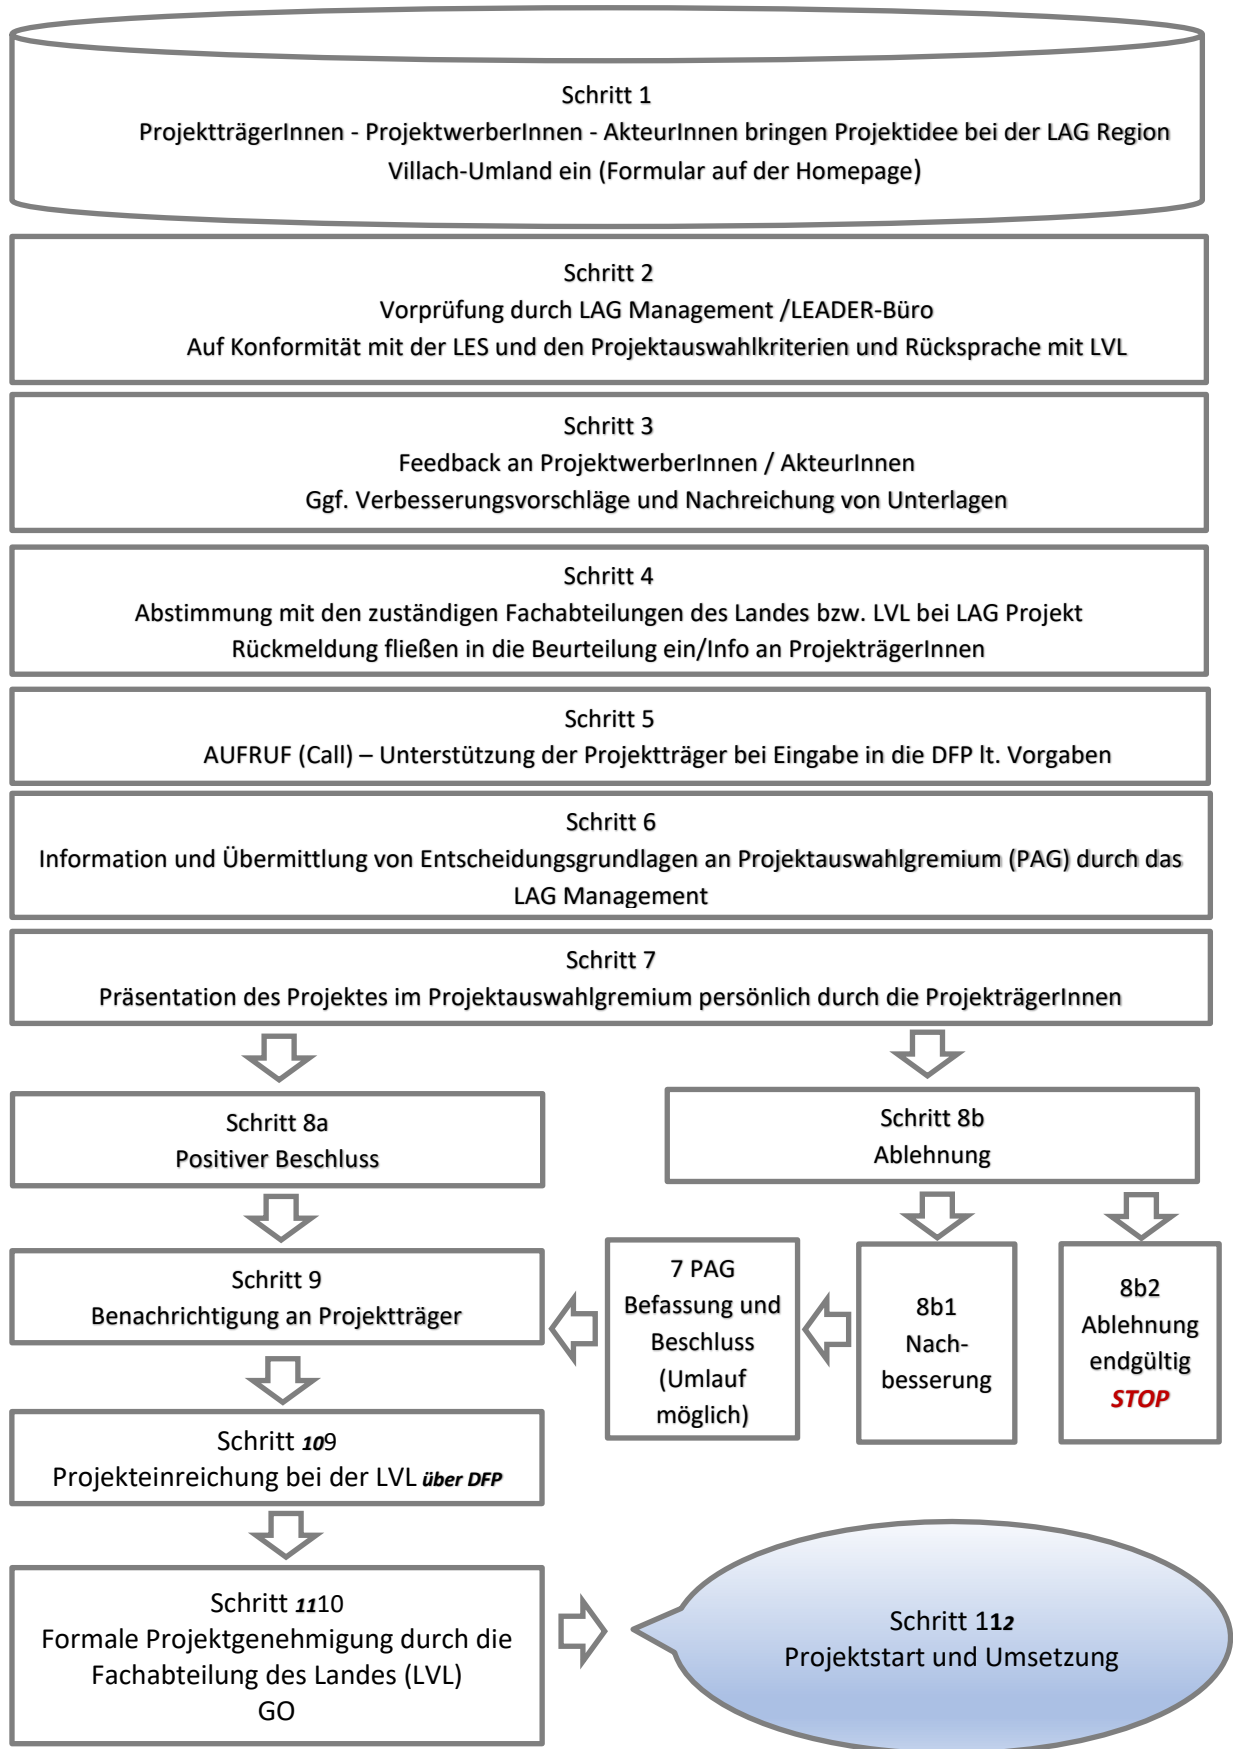 Schritt 1
ProjektträgerInnen - ProjektwerberInnen - AkteurInnen bringen Projektidee bei der LAG Region
Villach-Umland ein (Formular auf der Homepage)
Schritt 2
Vorprüfung durch LAG Management /LEADER-Büro
Auf Konformität mit der LES und den Projektauswahlkriterien und Rücksprache mit LVL
Schritt 3
Feedback an ProjektwerberInnen / AkteurInnen
Ggf. Verbesserungsvorschläge und Nachreichung von Unterlagen
Schritt 4
Abstimmung mit den zuständigen Fachabteilungen des Landes bzw. LVL bei LAG Projekt
Rückmeldung fließen in die Beurteilung ein/Info an ProjekträgerInnen
Schritt 5
AUFRUF (Call) – Unterstützung der Projektträger bei Eingabe in die DFP lt. Vorgaben
Schritt 6
Information und Übermittlung von Entscheidungsgrundlagen an Projektauswahlgremium (PAG) durch das
LAG Management
Schritt 7
Präsentation des Projektes im Projektauswahlgremium persönlich durch die ProjekträgerInnen
Schritt 8a
Positiver Beschluss
Schritt 8b
Ablehnung
Schritt 9
Benachrichtigung an Projektträger
7 PAG
Befassung und
Beschluss
(Umlauf
möglich)
8b1
Nach-
besserung
8b2
Ablehnung
endgültig
STOP
Schritt 109
Projekteinreichung bei der LVL über DFP
Schritt 1110
Formale Projektgenehmigung durch die
Fachabteilung des Landes (LVL)
GO
Schritt 112
Projektstart und Umsetzung